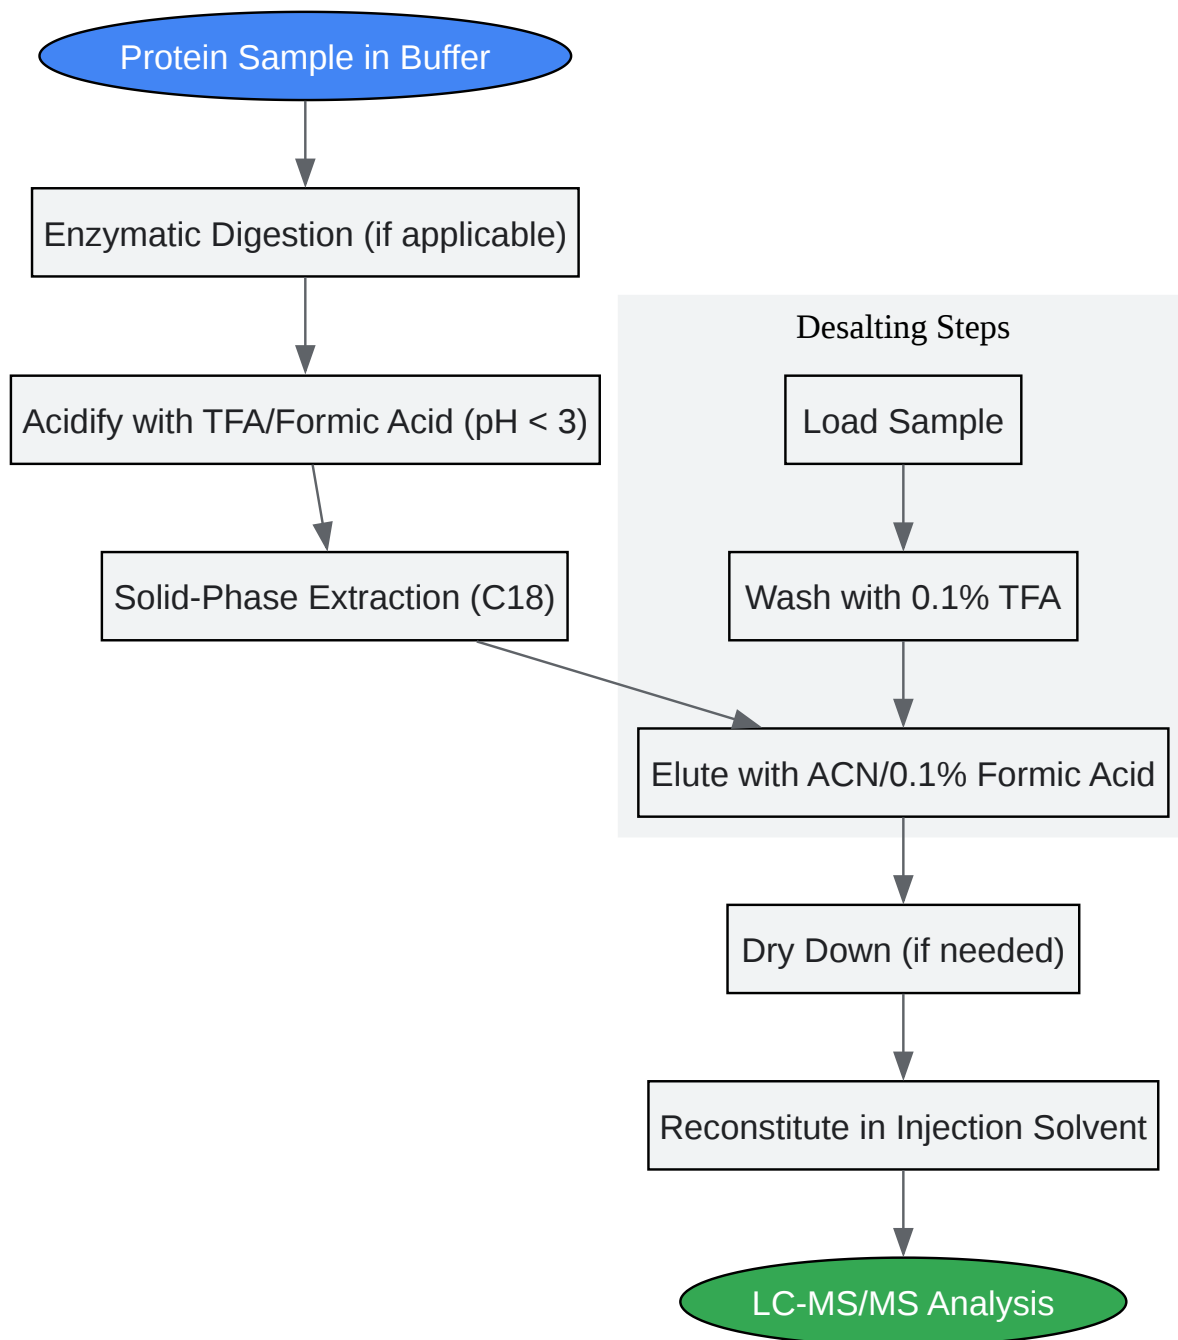 Protein Sample in Buffer
Enzymatic Digestion (if applicable)
Acidify with TFA/Formic Acid (pH < 3)
Solid-Phase Extraction (C18)
Desalting Steps
Load Sample
Wash with 0.1% TFA
Elute with ACN/0.1% Formic Acid
Dry Down (if needed)
Reconstitute in Injection Solvent
LC-MS/MS Analysis